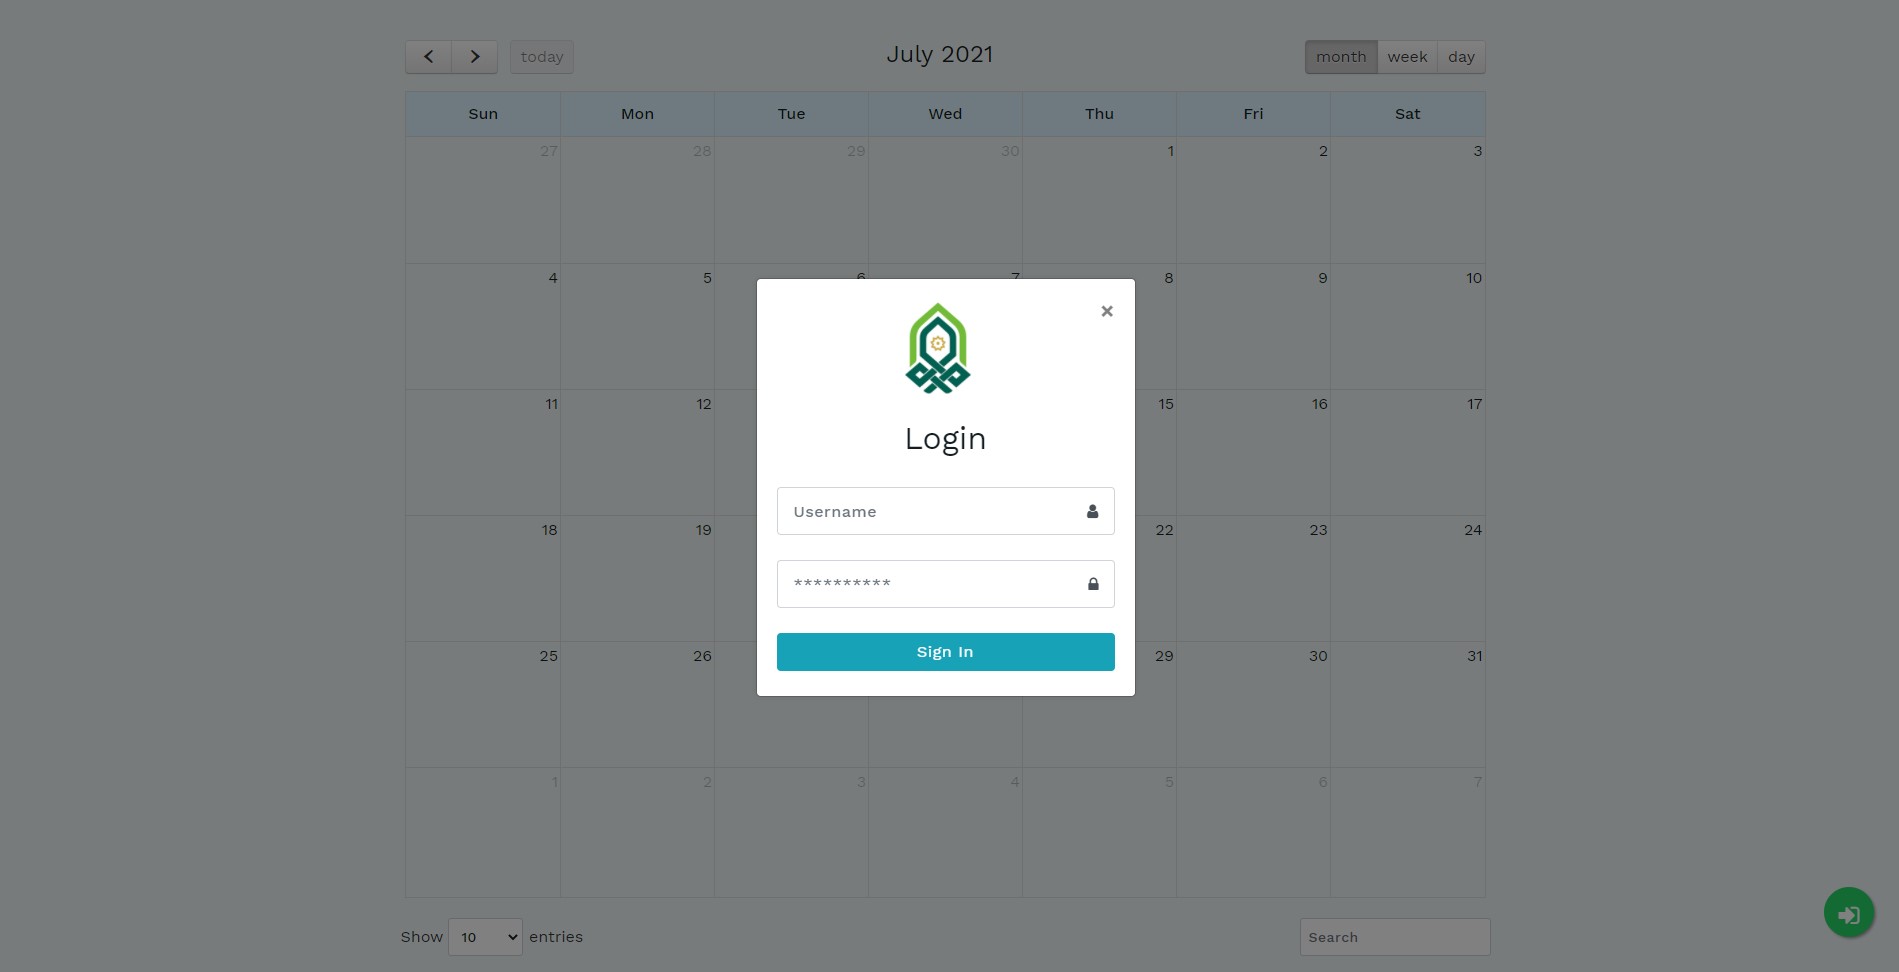 today
July 2021
month week day
Sun Mon Tue Wed Thu Fri Sat
27 28 29 30 1 2 3
4 5 6 7 8 9 10
11 12 15 16 17
18 19 22 23 24
25 26 29 30 31
1 2 3 4 5 6 7
×
Login
Username
**********
Sign In
Show 10 entries
Search